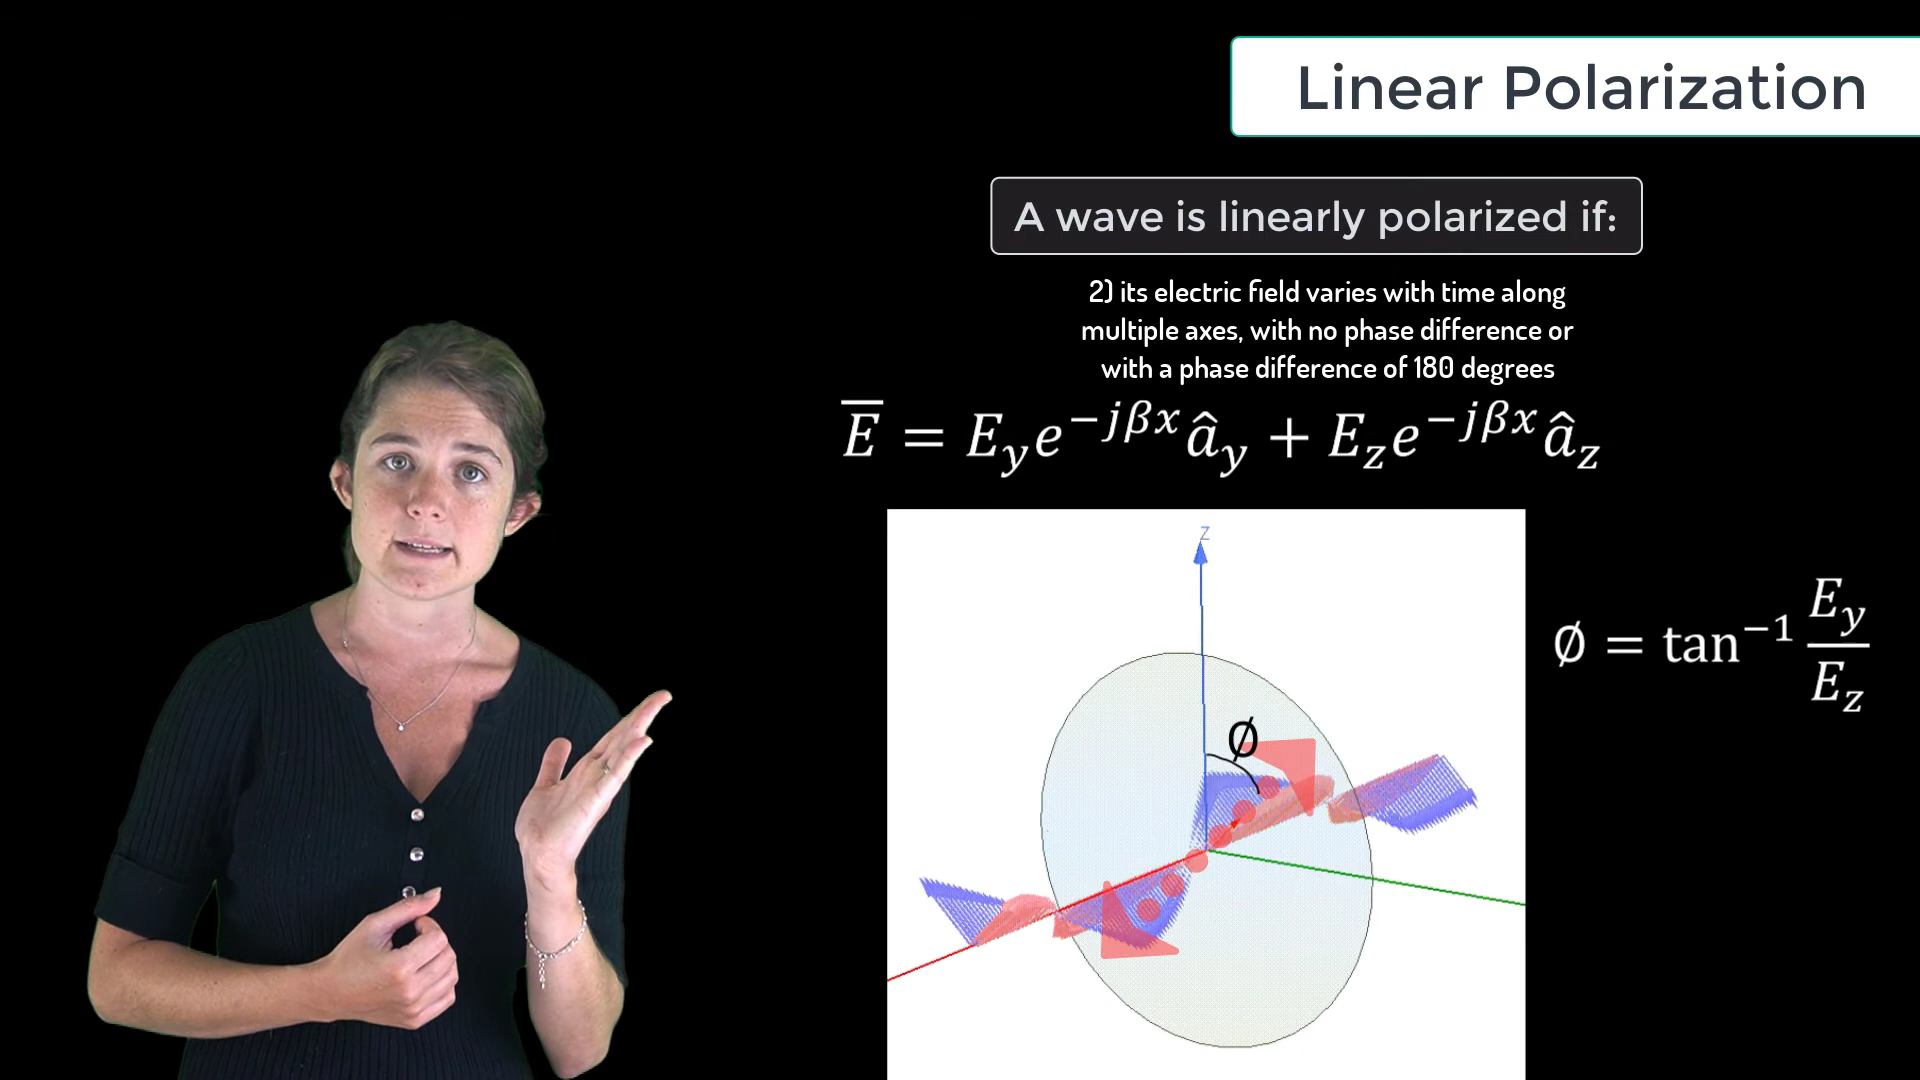 Linear Polarization
A wave is linearly polarized if:
2) its electric field varies with time along
multiple axes, with no phase difference or
with a phase difference of 180 degrees
E̅ = E_y e^{−jβx} â_y + E_z e^{−jβx} â_z
z
∅
∅ = tan^{−1} E_y/E_z